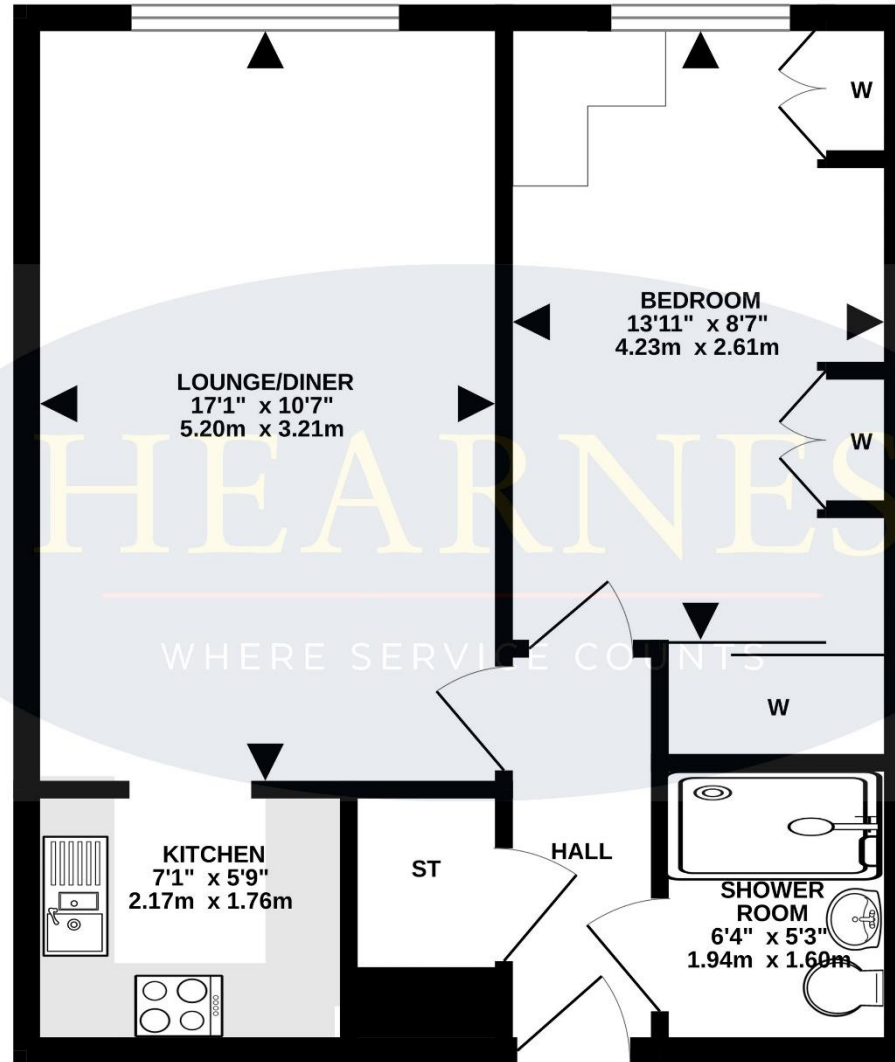 W
BEDROOM
13'11" x 8'7"
4.23m x 2.61m
LOUNGE/DINER
17'1" x 10'7"
5.20m x 3.21m
W
HEARNES
WHERE SERVICE COUNTS
W
KITCHEN
7'1" x 5'9"
2.17m x 1.76m
ST
HALL
SHOWER
ROOM
6'4" x 5'3"
1.94m x 1.60m